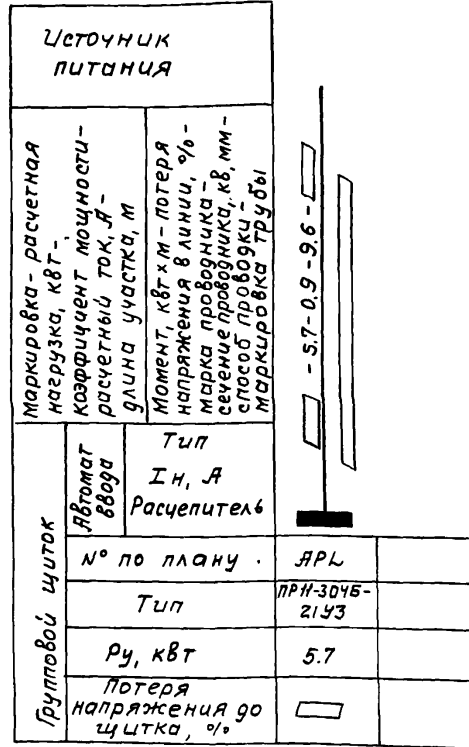 Источник
питания
Маркировка - расчетная
нагрузка, квт-
коэффициент мощности-
расчетный ток, А-
длина участка, м
Момент, квт×м-потеря
напряжения в линии, %-
марка проводника-
сечение проводника, кв, мм-
способ проводки-
маркировка трубы
- 5.7-0.9-9.6 -
Групповой щиток
Автомат
ввода
Тип
Iн, А
Расцепитель
N° по плану .
APL
Тип
ПР11-3046-
21У3
Ру, квт
5.7
Потеря
напряжения до
щитка, %